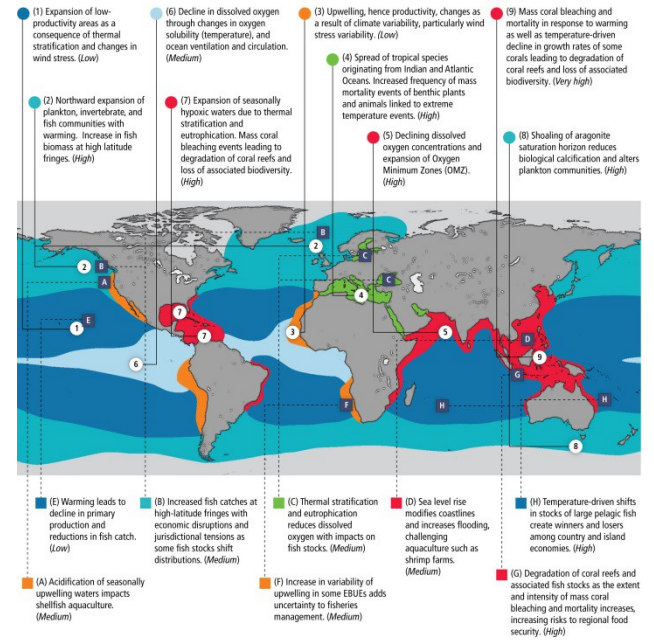 (1) Expansion of low-
productivity areas as a
consequence of thermal
stratification and changes in
wind stress. (Low)
(6) Decline in dissolved oxygen
through changes in oxygen
solubility (temperature), and
ocean ventilation and circulation.
(Medium)
(3) Upwelling, hence productivity, changes as
a result of climate variability, particularly wind
stress variability. (Low)
(9) Mass coral bleaching and
mortality in response to warming
as well as temperature-driven
decline in growth rates of some
corals leading to degradation of
coral reefs and loss of associated
biodiversity. (Very high)
(2) Northward expansion of
plankton, invertebrate, and
fish communities with
warming. Increase in fish
biomass at high latitude
fringes. (High)
(7) Expansion of seasonally
hypoxic waters due to thermal
stratification and
eutrophication. Mass coral
bleaching events leading to
degradation of coral reefs and
loss of associated biodiversity.
(High)
(4) Spread of tropical species
originating from Indian and Atlantic
Oceans. Increased frequency of mass
mortality events of benthic plants
and animals linked to extreme
temperature events. (High)
(5) Declining dissolved
oxygen concentrations and
expansion of Oxygen
Minimum Zones (OMZ).
(High)
(8) Shoaling of aragonite
saturation horizon reduces
biological calcification and alters
plankton communities. (High)
B
2
C
2
B
A
C
4
E
1
7
7
3
5
D
9
6
G
F
H
H
8
(E) Warming leads to
decline in primary
production and
reductions in fish catch.
(Low)
(B) Increased fish catches at
high-latitude fringes with
economic disruptions and
jurisdictional tensions as
some fish stocks shift
distributions. (Medium)
(C) Thermal stratification
and eutrophication
reduces dissolved
oxygen with impacts on
fish stocks. (Medium)
(D) Sea level rise
modifies coastlines
and increases flooding,
challenging
aquaculture such as
shrimp farms.
(Medium)
(H) Temperature-driven shifts
in stocks of large pelagic fish
create winners and losers
among country and island
economies. (High)
(A) Acidification of seasonally
upwelling waters impacts
shellfish aquaculture.
(Medium)
(F) Increase in variability of
upwelling in some EBUEs adds
uncertainty to fisheries
management. (Medium)
(G) Degradation of coral reefs and
associated fish stocks as the extent
and intensity of mass coral
bleaching and mortality increases,
increasing risks to regional food
security. (High)